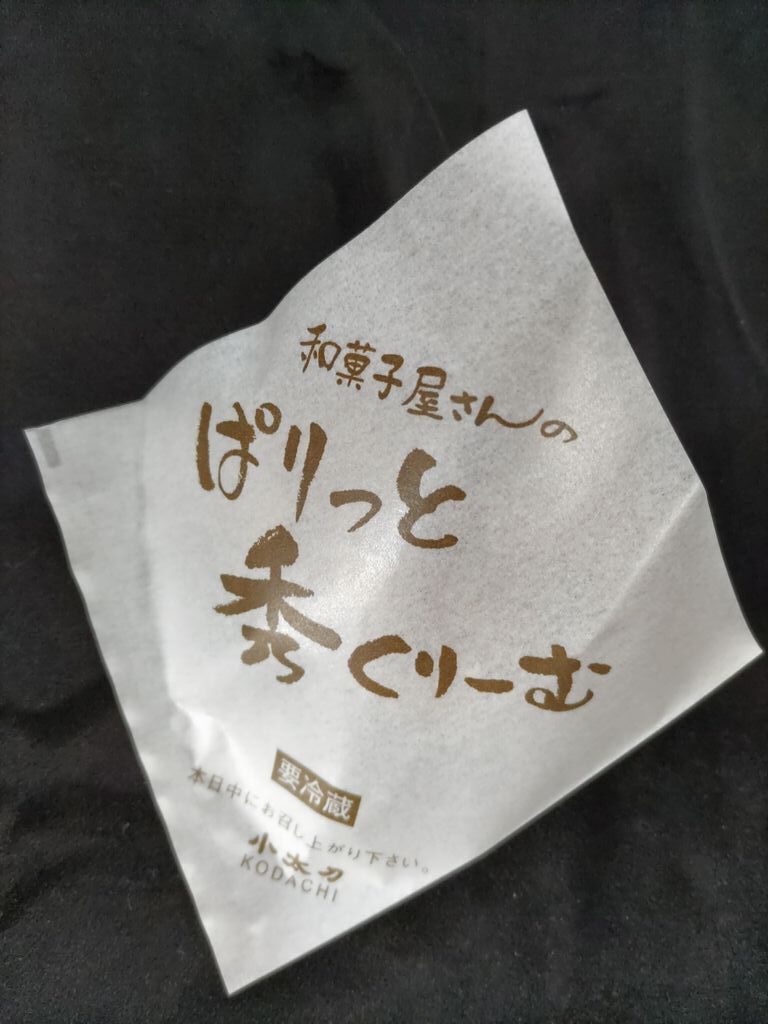 和菓子屋さんの
ぱりっと
秀くりーむ
要冷蔵
本日中にお召し上がり下さい。
小太刀
KODACHI